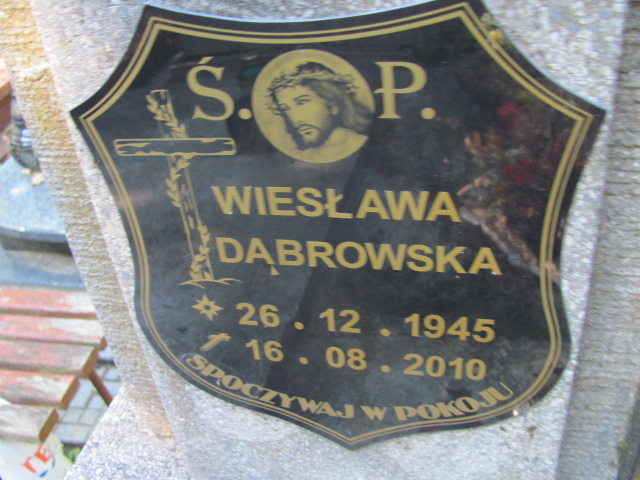 Ś. P.
WIESŁAWA
DĄBROWSKA
26 . 12 . 1945
16 . 08 . 2010
SPOCZYWAJ W POKOJU